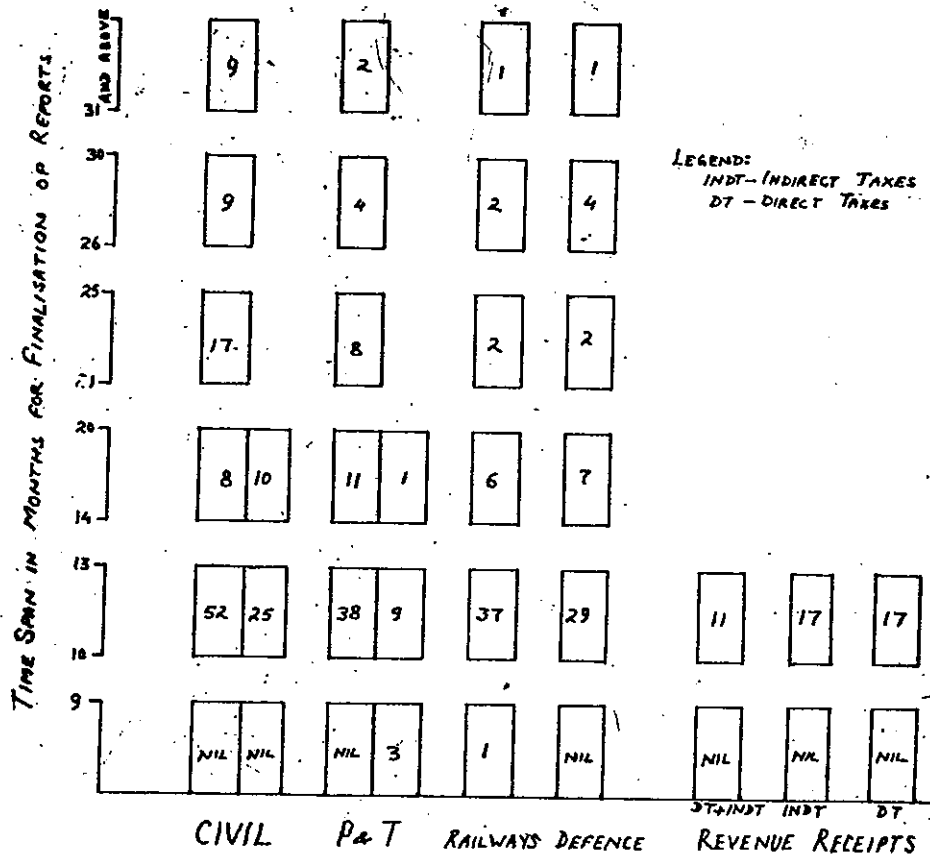 TIME SPAN IN MONTHS FOR FINALISATION OF REPORTS
31 AND ABOVE
9 2 1 1
LEGEND:
INDT - INDIRECT TAXES
DT - DIRECT TAXES
30
9 4 2 4
26
25
17 8 2 2
20
8 10 11 1 6 7
14
13
52 25 38 9 37 29 11 17 17
10
9
NIL NIL NIL 3 1 NIL NIL NIL NIL
DT+INDT INDT DT
CIVIL P&T RAILWAYS DEFENCE REVENUE RECEIPTS